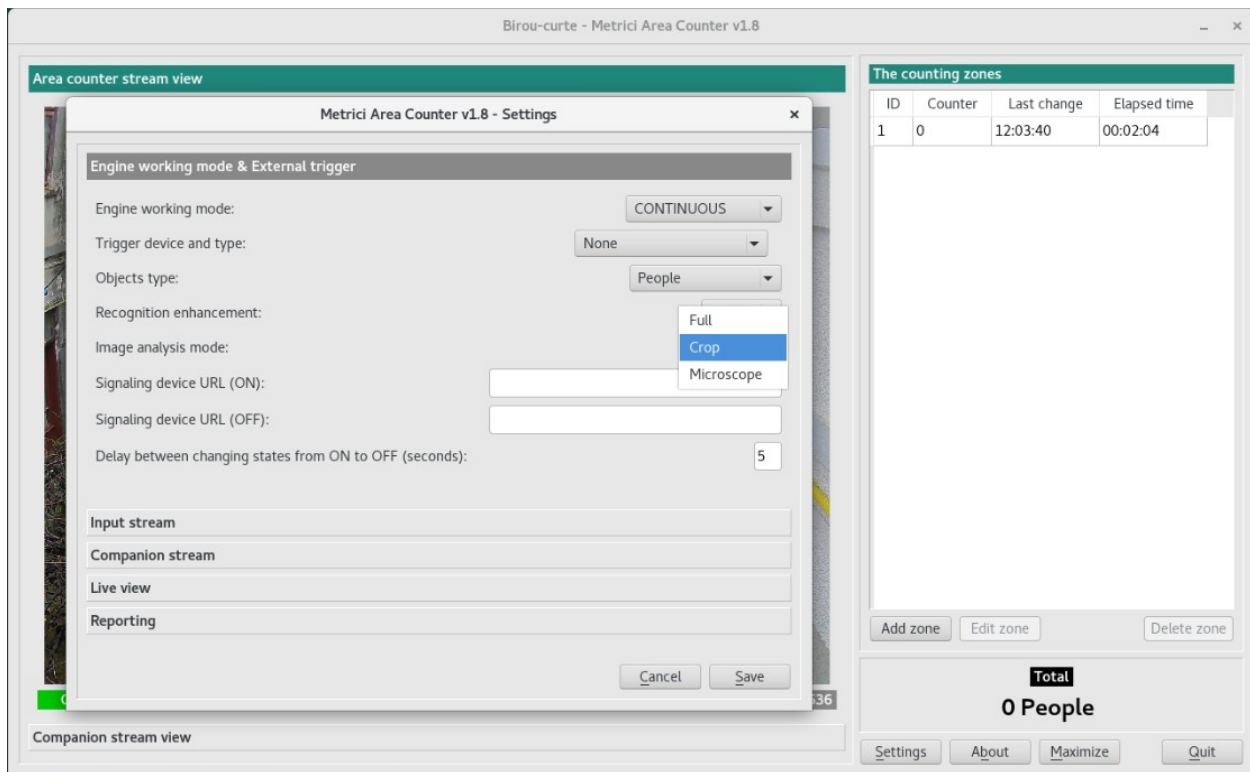 Birou-curte - Metrici Area Counter v1.8
Area counter stream view
Metrici Area Counter v1.8 - Settings
Engine working mode & External trigger
Engine working mode: CONTINUOUS
Trigger device and type: None
Objects type: People
Recognition enhancement:
Full
Image analysis mode:
Crop
Microscope
Signaling device URL (ON):
Signaling device URL (OFF):
Delay between changing states from ON to OFF (seconds): 5
Input stream
Companion stream
Live view
Reporting
Cancel Save
Companion stream view
The counting zones
ID Counter Last change Elapsed time
1 0 12:03:40 00:02:04
Add zone Edit zone Delete zone
Total
0 People
Settings About Maximize Quit